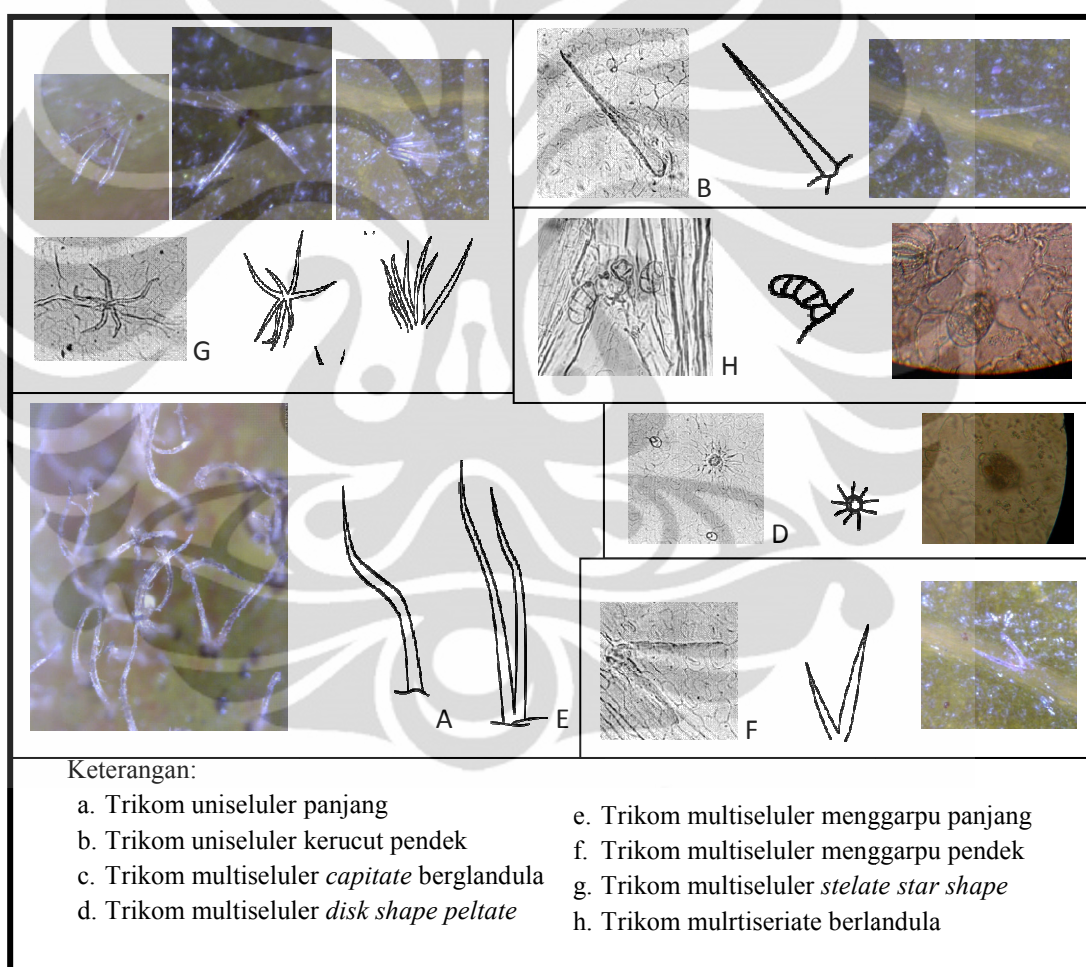 B
G
H
D
A
E
F
Keterangan:
a. Trikom uniseluler panjang
b. Trikom uniseluler kerucut pendek
c. Trikom multiseluler capitate berglandula
d. Trikom multiseluler disk shape peltate
e. Trikom multiseluler menggarpu panjang
f. Trikom multiseluler menggarpu pendek
g. Trikom multiseluler stelate star shape
h. Trikom mulrtiseriate berlandula